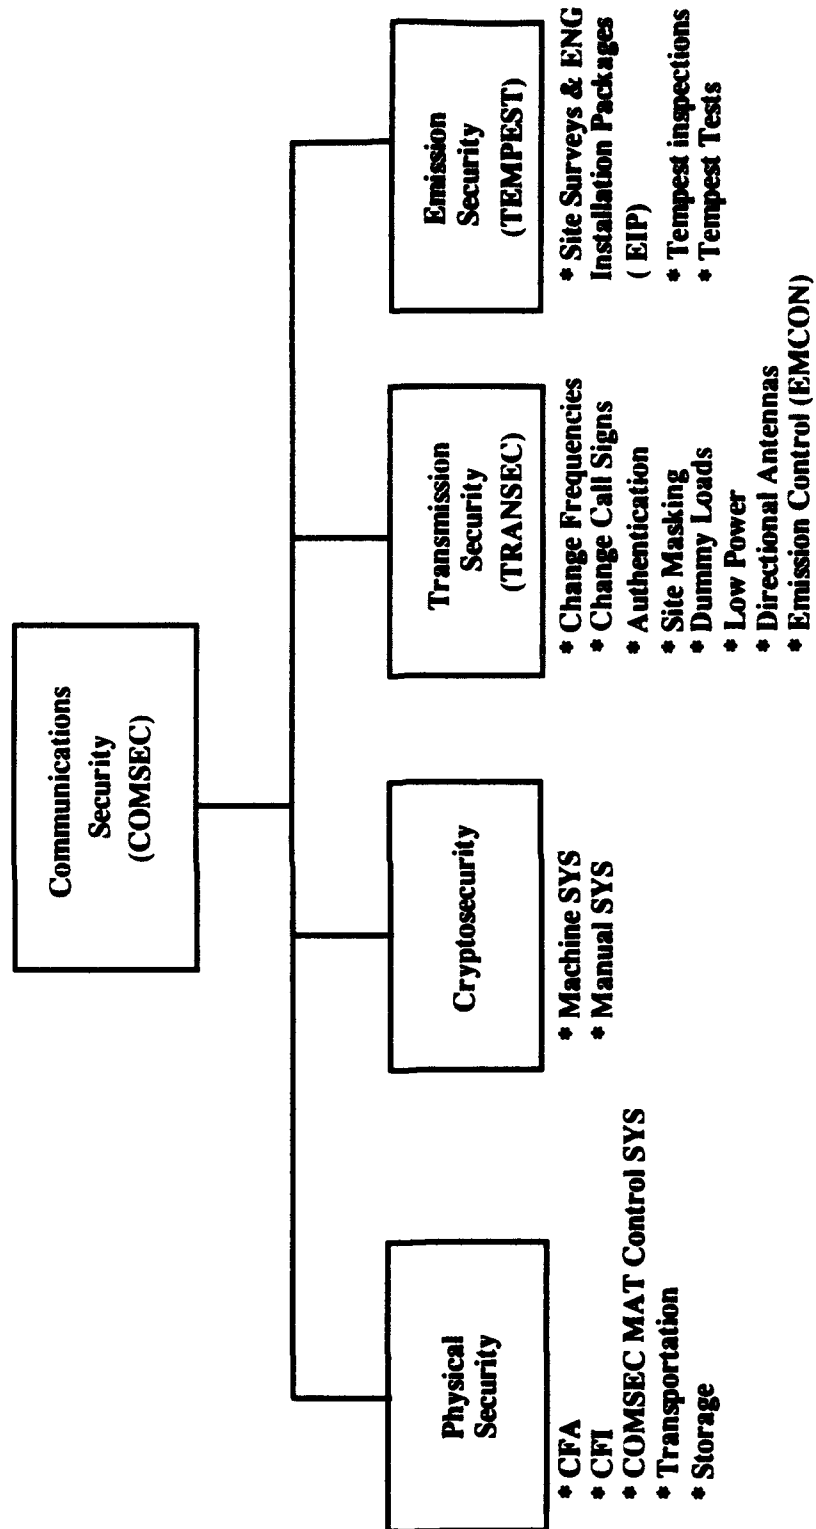 Communications
Security
(COMSEC)
Physical
Security
* CFA
* CFI
* COMSEC MAT Control SYS
* Transportation
* Storage
Cryptosecurity
* Machine SYS
* Manual SYS
Transmission
Security
(TRANSEC)
* Change Frequencies
* Change Call Signs
* Authentication
* Site Masking
* Dummy Loads
* Low Power
* Directional Antennas
* Emission Control (EMCON)
Emission
Security
(TEMPEST)
* Site Surveys & ENG
Installation Packages
( EIP)
* Tempest inspections
* Tempest Tests